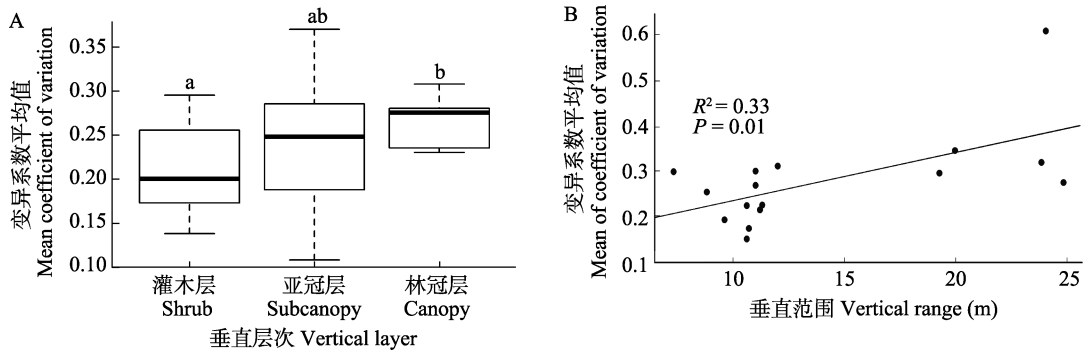 A
变异系数平均值
Mean coefficient of variation
0.35
0.30
0.25
0.20
0.15
0.10
a
ab
b
灌木层
Shrub
亚冠层
Subcanopy
林冠层
Canopy
垂直层次 Vertical layer
B
变异系数平均值
Mean of coefficient of variation
0.6
0.5
0.4
0.3
0.2
0.1
R² = 0.33
P = 0.01
10
15
20
25
垂直范围 Vertical range (m)